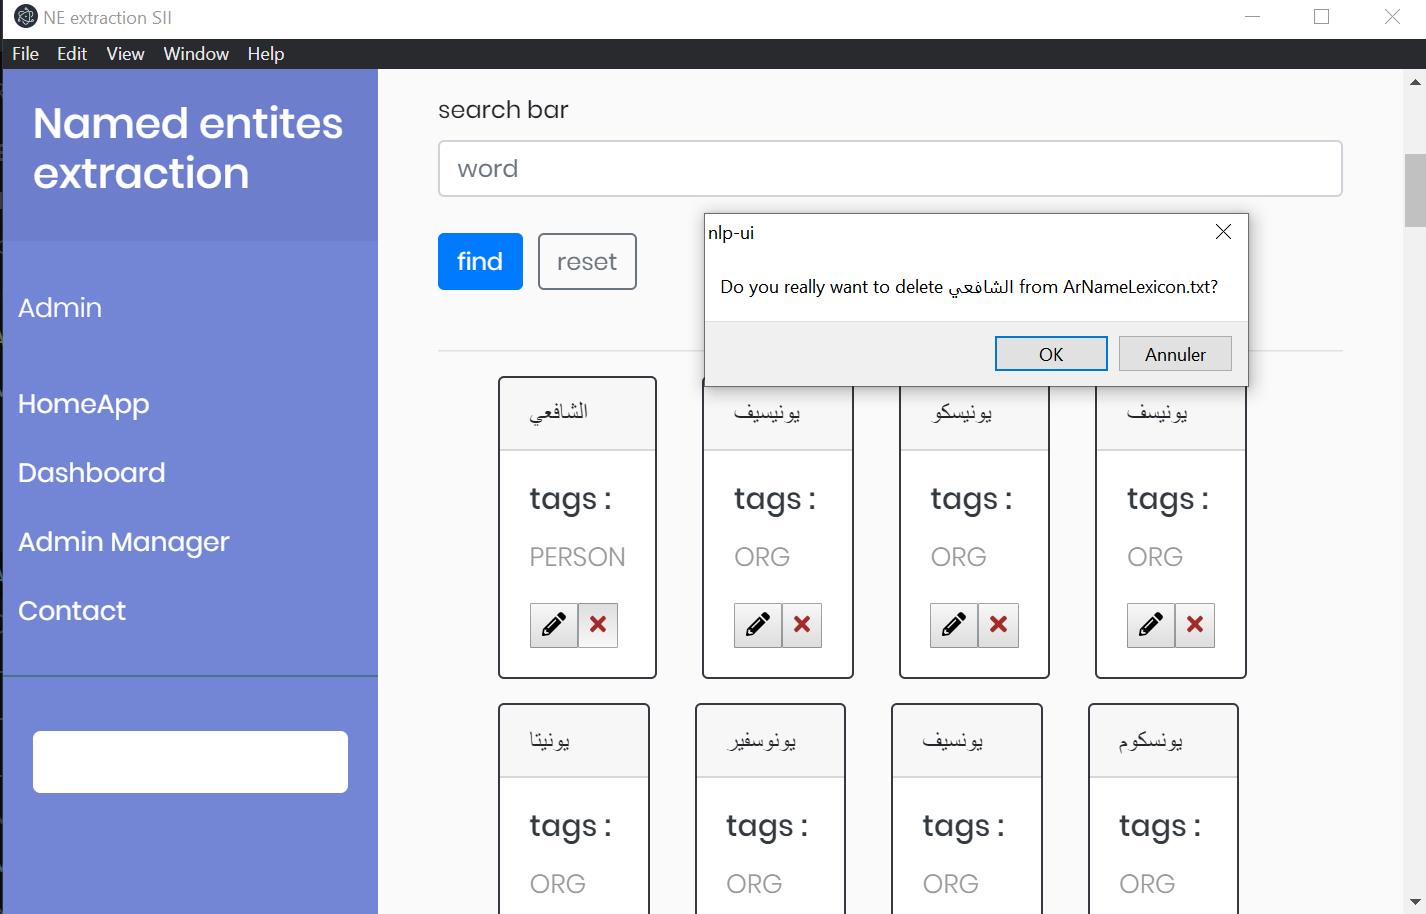 NE extraction SII
File Edit View Window Help
Named entites
extraction
Admin
HomeApp
Dashboard
Admin Manager
Contact
search bar
word
find reset
nlp-ui
Do you really want to delete الشافعي from ArNameLexicon.txt?
OK Annuler
الشافعي
tags :
PERSON
يونيسيف
tags :
ORG
يونيسكو
tags :
ORG
يونيسف
tags :
ORG
يونيتا
tags :
ORG
يونوسفير
tags :
ORG
يونسيف
tags :
ORG
يونسكوم
tags :
ORG